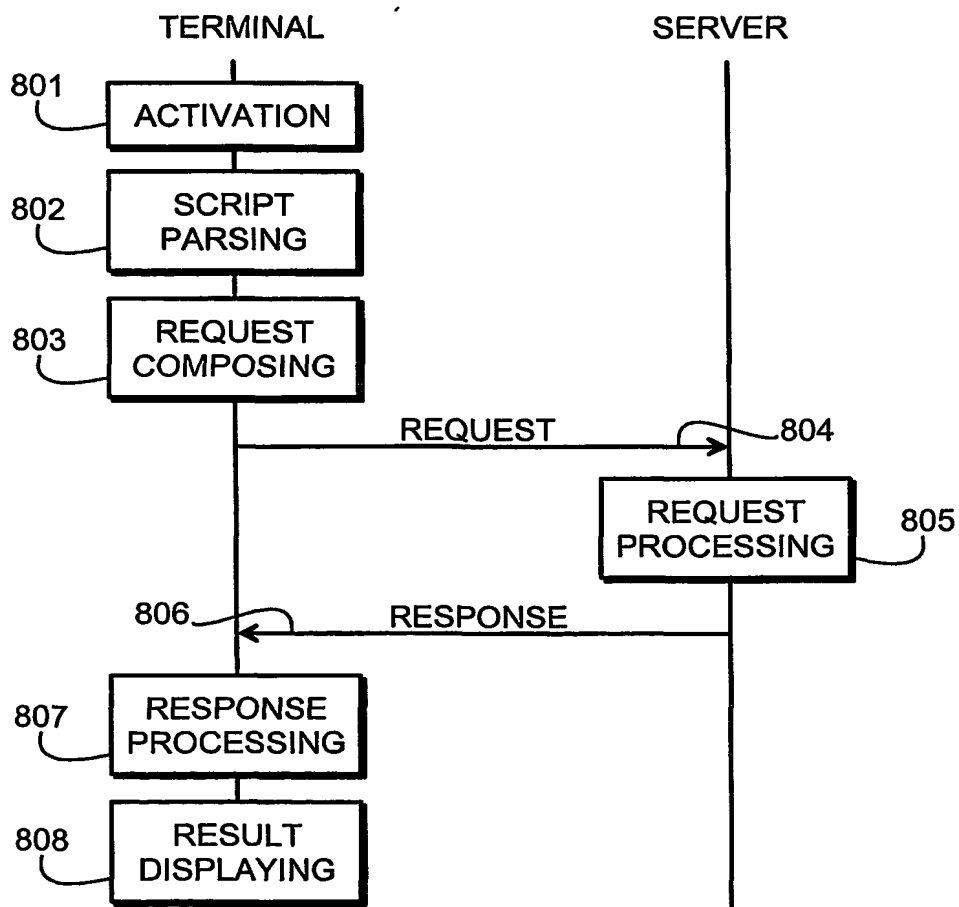 TERMINAL
SERVER
801
ACTIVATION
802
SCRIPT
PARSING
803
REQUEST
COMPOSING
REQUEST
804
REQUEST
PROCESSING
805
806
RESPONSE
807
RESPONSE
PROCESSING
808
RESULT
DISPLAYING